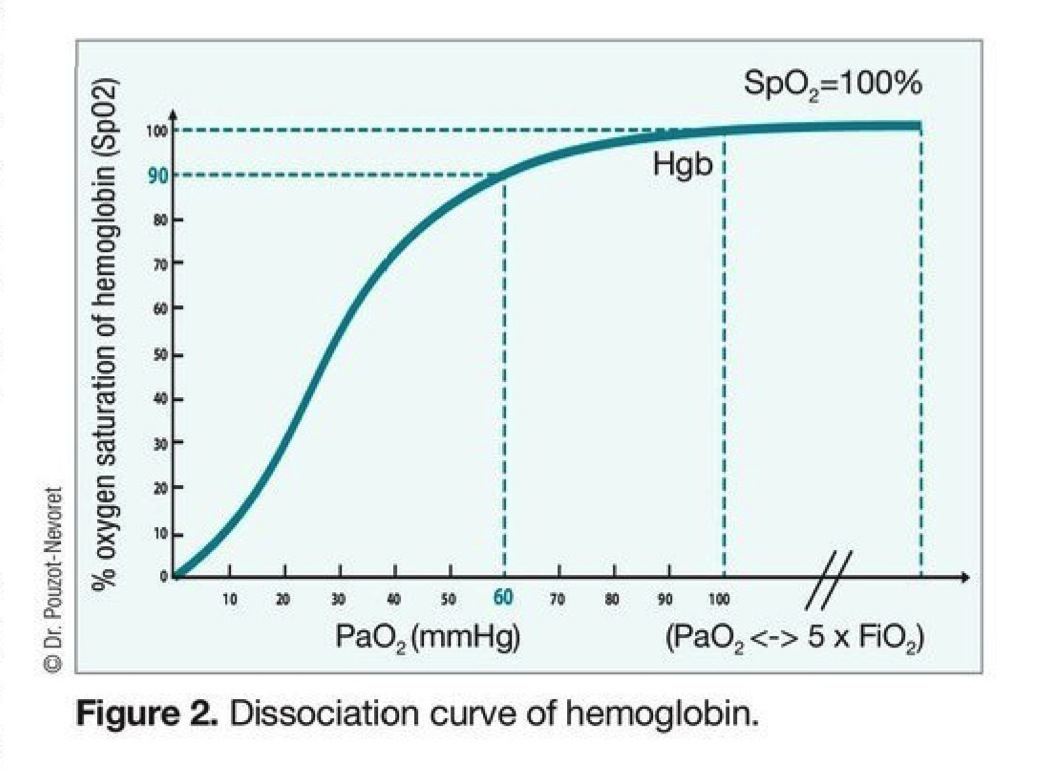 SpO₂=100%
% oxygen saturation of hemoglobin (SpO2)
100
90
80
70
60
50
40
30
20
10
0
Hgb
10 20 30 40 50 60 70 80 90 100
PaO₂ (mmHg) (PaO₂ <-> 5 x FiO₂)
© Dr. Pouzot-Nevoret
Figure 2. Dissociation curve of hemoglobin.